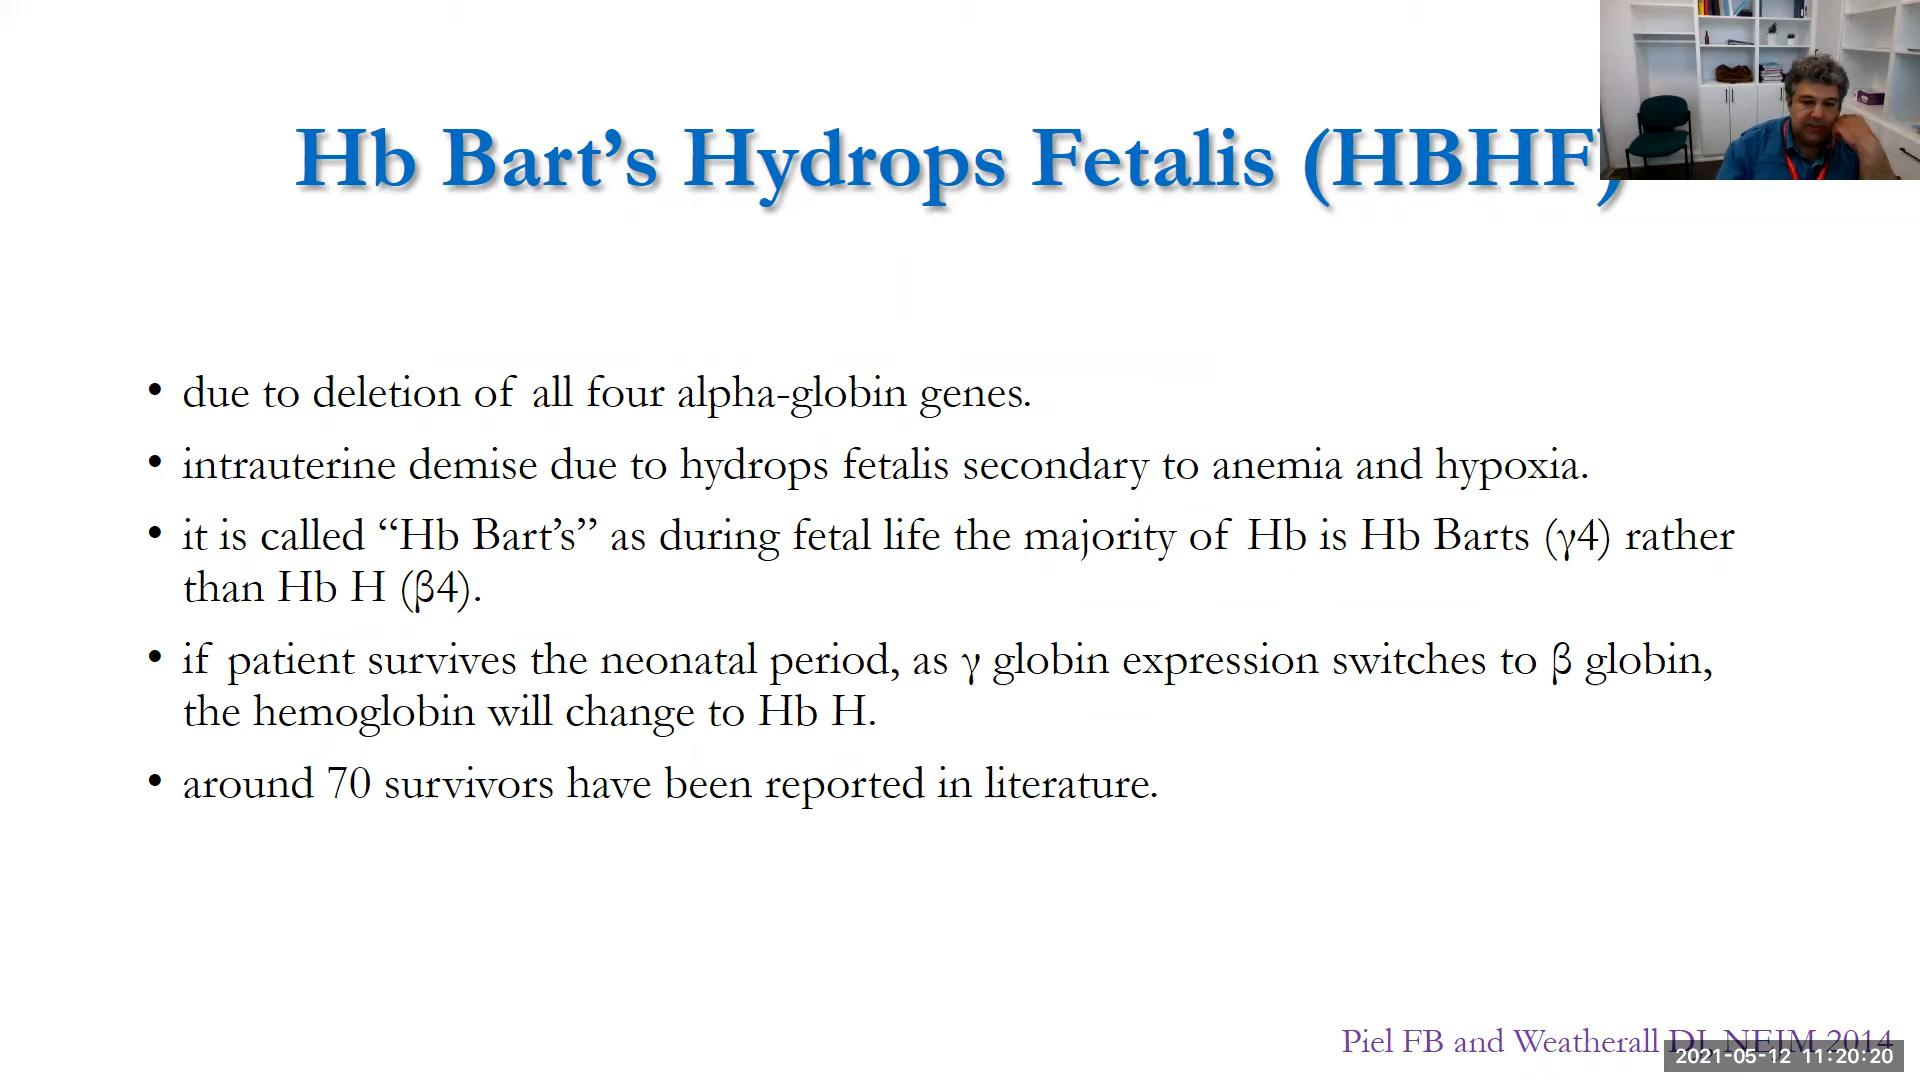 Hb Bart’s Hydrops Fetalis (HBHF)
• due to deletion of all four alpha-globin genes.
• intrauterine demise due to hydrops fetalis secondary to anemia and hypoxia.
• it is called “Hb Bart’s” as during fetal life the majority of Hb is Hb Barts (γ4) rather
than Hb H (β4).
• if patient survives the neonatal period, as γ globin expression switches to β globin,
the hemoglobin will change to Hb H.
• around 70 survivors have been reported in literature.
Piel FB and Weatherall DJ, NEJM 2014
2021-05-12 11:20:20